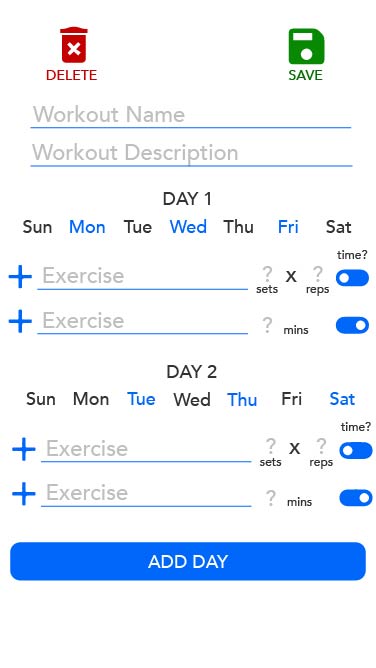 DELETE SAVE
Workout Name
Workout Description
DAY 1
Sun Mon Tue Wed Thu Fri Sat
time?
+ Exercise ? sets X ? reps
+ Exercise ? mins
DAY 2
Sun Mon Tue Wed Thu Fri Sat
time?
+ Exercise ? sets X ? reps
+ Exercise ? mins
ADD DAY